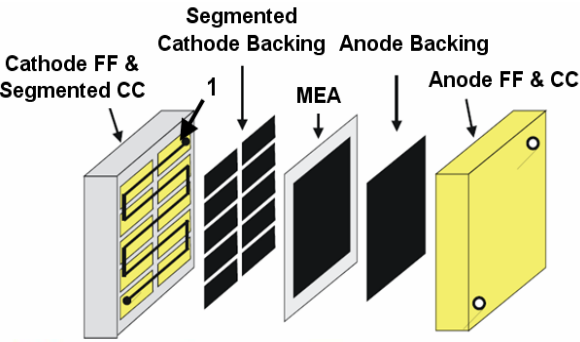 Segmented
Cathode Backing
Anode Backing
Cathode FF &
Segmented CC
1
MEA
Anode FF & CC